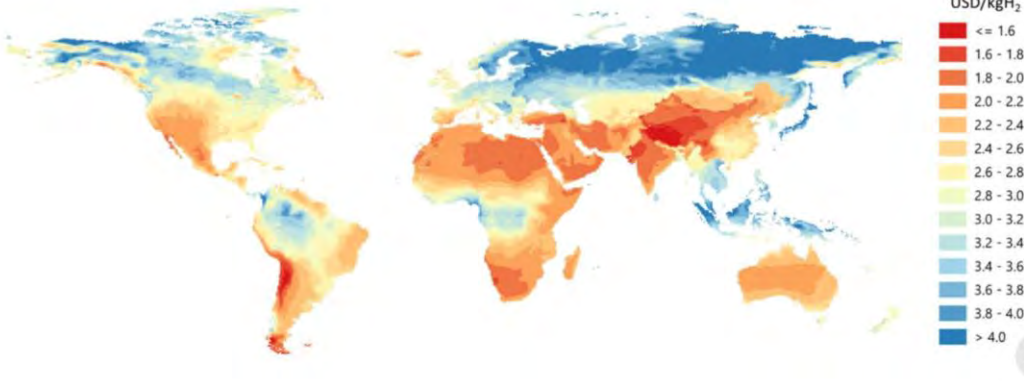 USD/kgH₂
<= 1.6
1.6 - 1.8
1.8 - 2.0
2.0 - 2.2
2.2 - 2.4
2.4 - 2.6
2.6 - 2.8
2.8 - 3.0
3.0 - 3.2
3.2 - 3.4
3.4 - 3.6
3.6 - 3.8
3.8 - 4.0
> 4.0